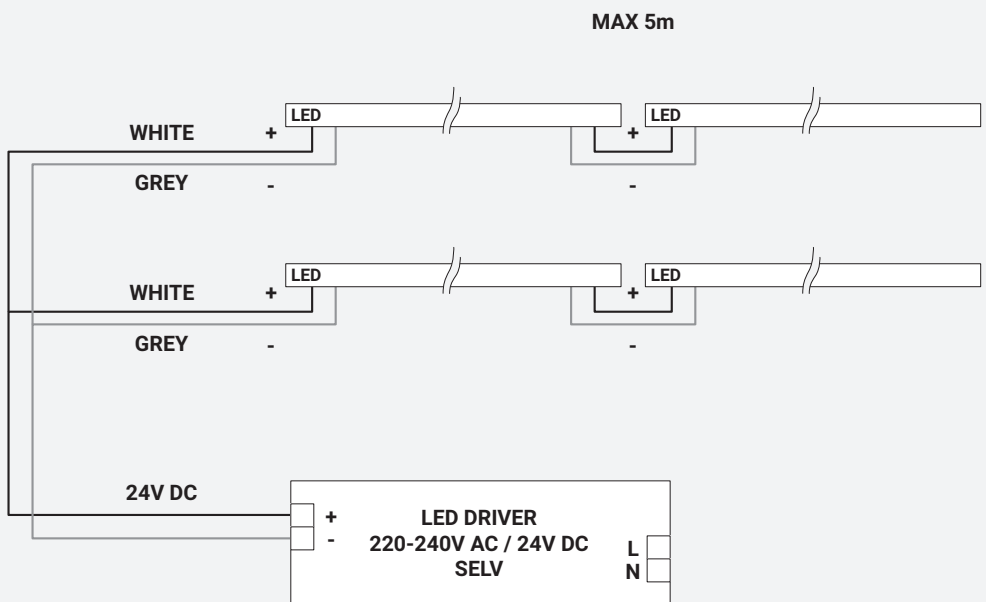 MAX 5m
LED
LED
WHITE +
+
GREY -
-
LED
LED
WHITE +
+
GREY -
-
24V DC
+
LED DRIVER
-
220-240V AC / 24V DC
L
SELV
N